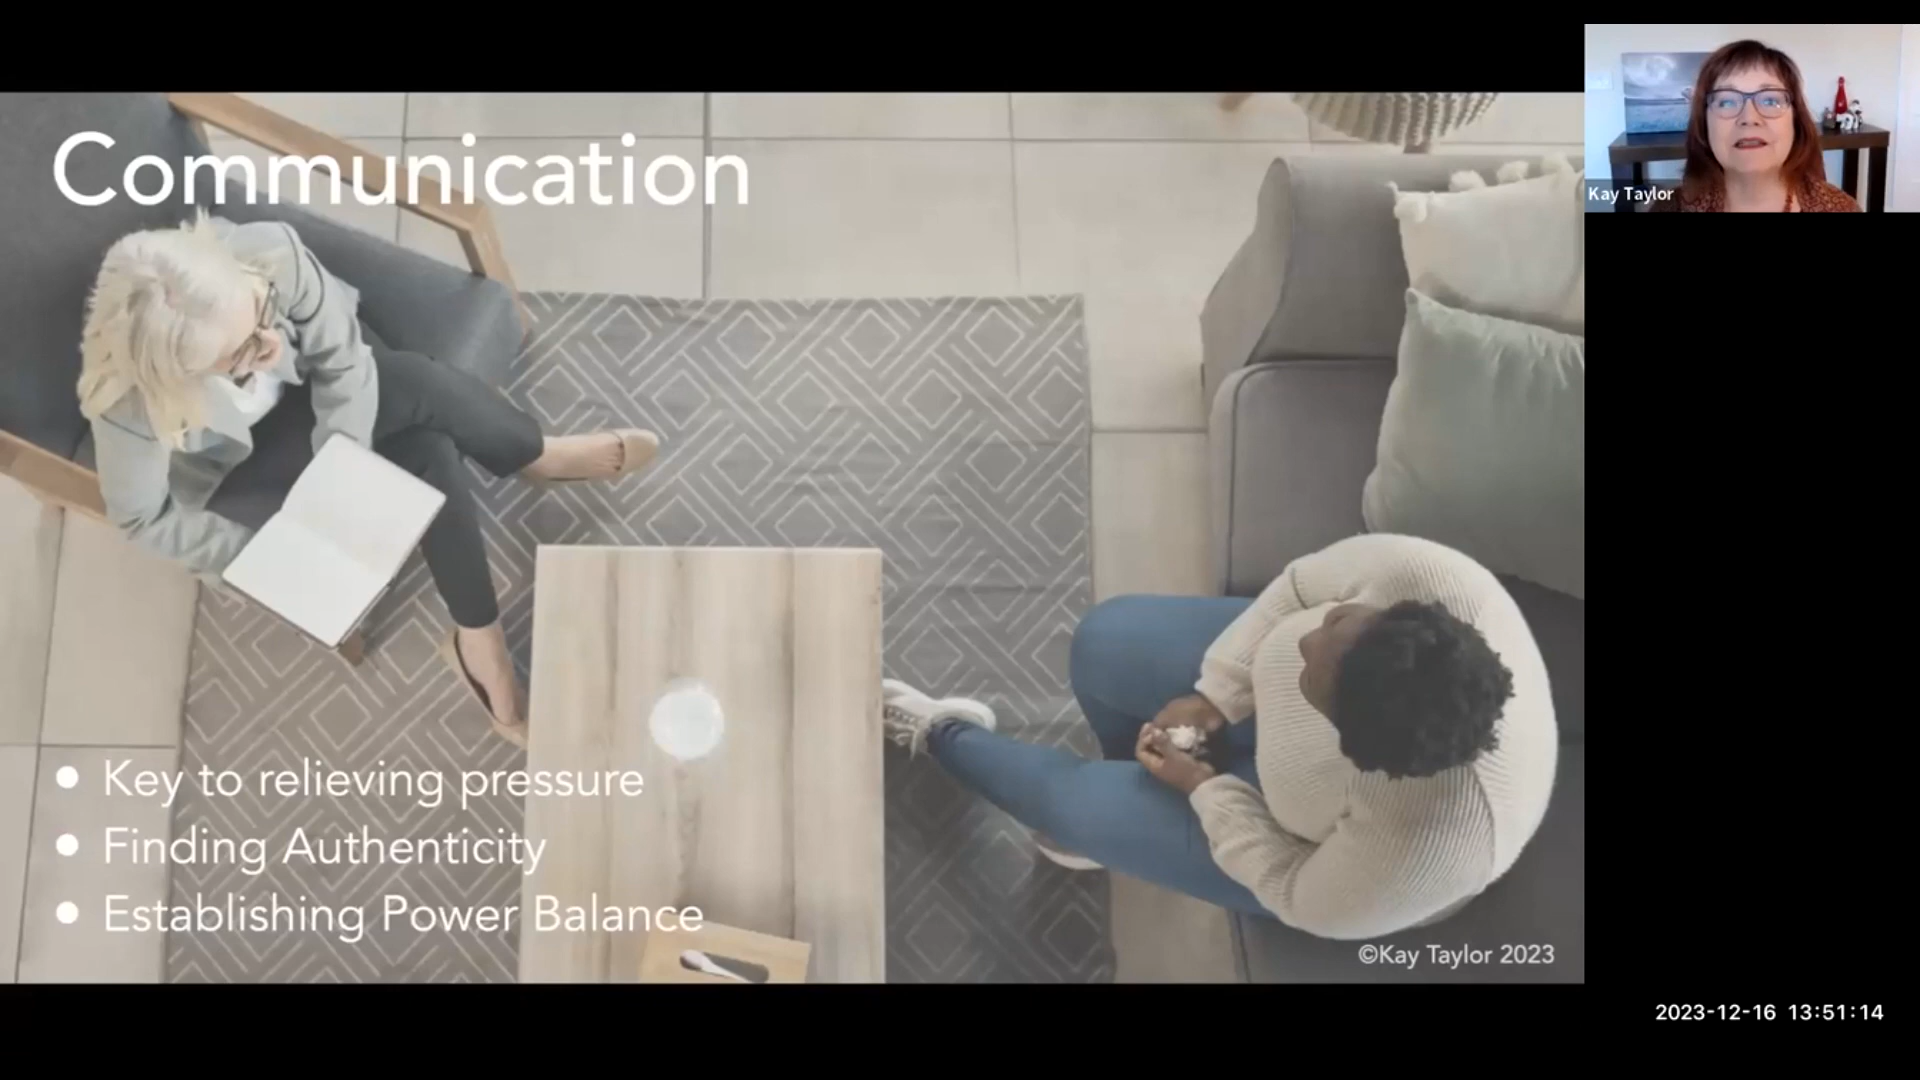 Communication
Kay Taylor
• Key to relieving pressure
• Finding Authenticity
• Establishing Power Balance
©Kay Taylor 2023
2023-12-16 13:51:14